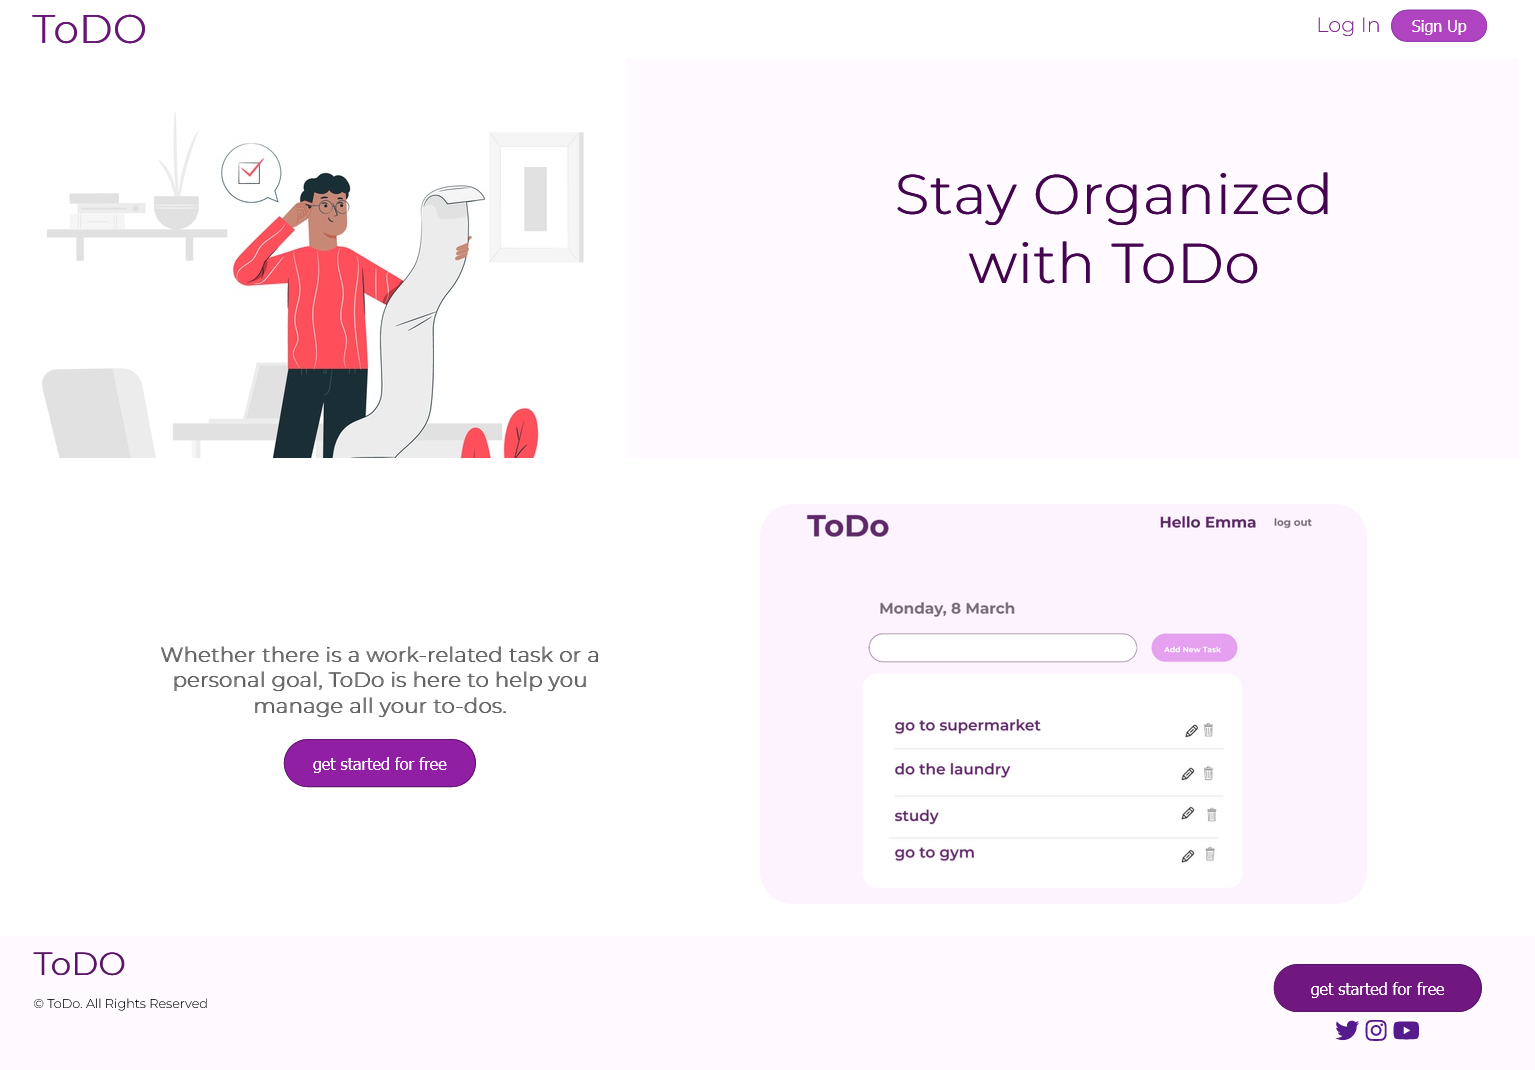 ToDO
Log In
Sign Up
Stay Organized
with ToDo
Whether there is a work-related task or a
personal goal, ToDo is here to help you
manage all your to-dos.
get started for free
ToDo
Hello Emma
log out
Monday, 8 March
Add New Task
go to supermarket
do the laundry
study
go to gym
ToDO
© ToDo. All Rights Reserved
get started for free